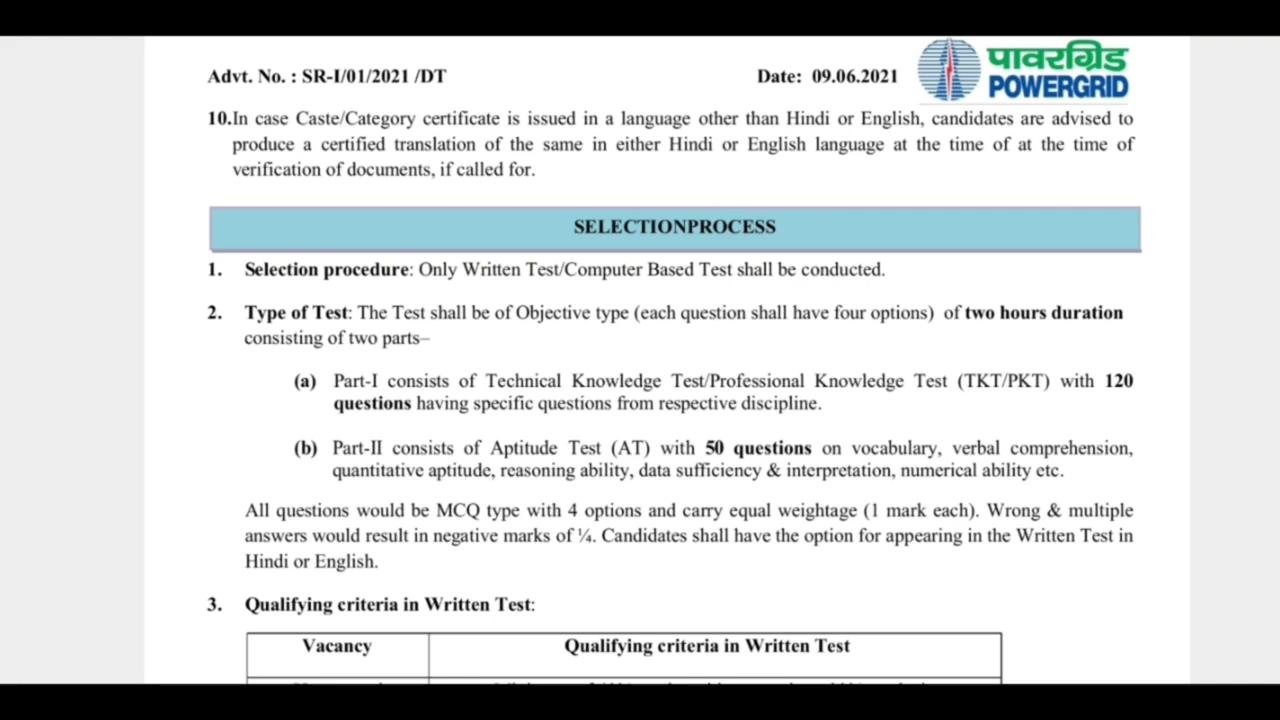 Advt. No. : SR-I/01/2021 /DT
Date: 09.06.2021
पावरग्रिड
POWERGRID
10.In case Caste/Category certificate is issued in a language other than Hindi or English, candidates are advised to
produce a certified translation of the same in either Hindi or English language at the time of at the time of
verification of documents, if called for.
SELECTIONPROCESS
1. Selection procedure: Only Written Test/Computer Based Test shall be conducted.
2. Type of Test: The Test shall be of Objective type (each question shall have four options) of two hours duration
consisting of two parts–
(a) Part-I consists of Technical Knowledge Test/Professional Knowledge Test (TKT/PKT) with 120
questions having specific questions from respective discipline.
(b) Part-II consists of Aptitude Test (AT) with 50 questions on vocabulary, verbal comprehension,
quantitative aptitude, reasoning ability, data sufficiency & interpretation, numerical ability etc.
All questions would be MCQ type with 4 options and carry equal weightage (1 mark each). Wrong & multiple
answers would result in negative marks of ¼. Candidates shall have the option for appearing in the Written Test in
Hindi or English.
3. Qualifying criteria in Written Test:
Vacancy
Qualifying criteria in Written Test